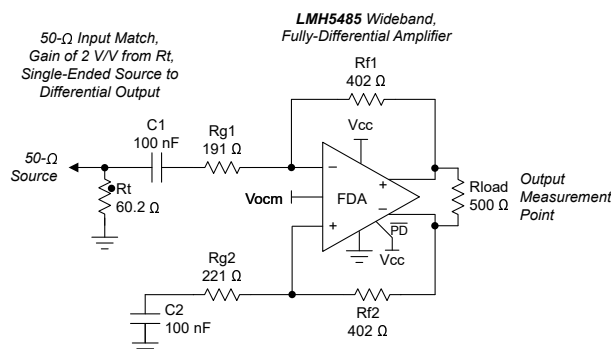 LMH5485 Wideband,
Fully-Differential Amplifier
50-Ω Input Match,
Gain of 2 V/V from Rt,
Single-Ended Source to
Differential Output
Rf1
402 Ω
C1
100 nF
Rg1
191 Ω
Vcc
50-Ω
Source
Rt
60.2 Ω
−
+
Vocm
FDA
−
+
PD
Vcc
Rload
500 Ω
Output
Measurement
Point
Rg2
221 Ω
C2
100 nF
Rf2
402 Ω